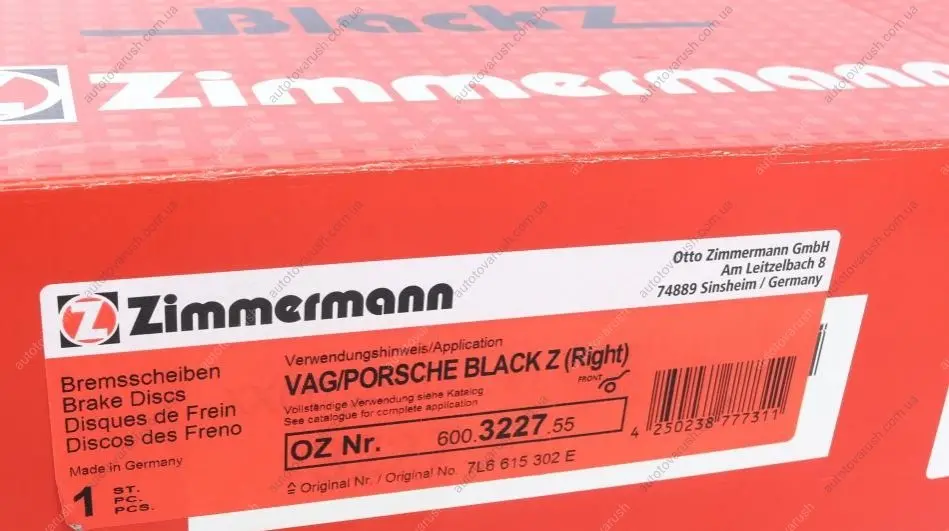 BlackZ
Zimmermann
Otto Zimmermann GmbH
Am Leitzelbach 8
74889 Sinsheim / Germany
Z Zimmermann
Bremsscheiben
Brake Discs
Disques de Frein
Discos des Freno
Made in Germany
1 ST.
PC.
PCS.
Verwendungshinweis/Application
VAG/PORSCHE BLACK Z (Right)
FRONT
Vollständige Verwendung siehe Katalog
See catalogue for complete application
OZ Nr. 600.3227.55
≙ Original Nr. / Original No. 7L6 615 302 E
4 250238 777311
autotovarush.com.ua